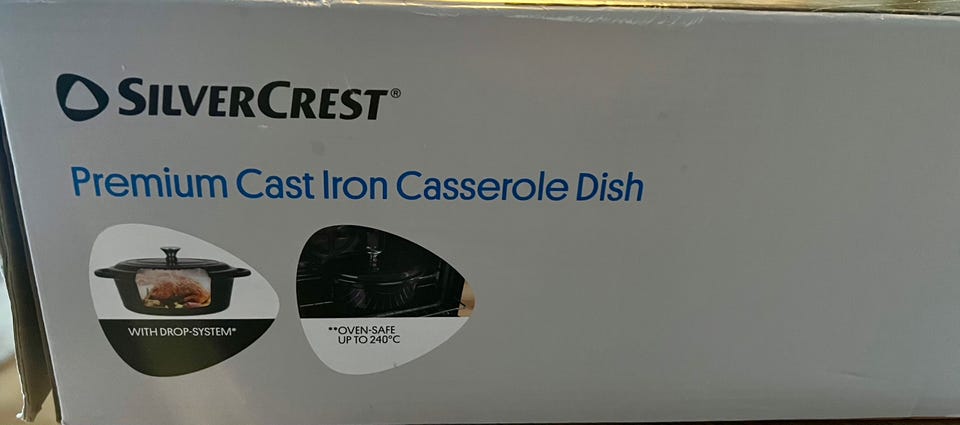 SILVERCREST®
Premium Cast Iron Casserole Dish
WITH DROP-SYSTEM*
**OVEN-SAFE
UP TO 240°C